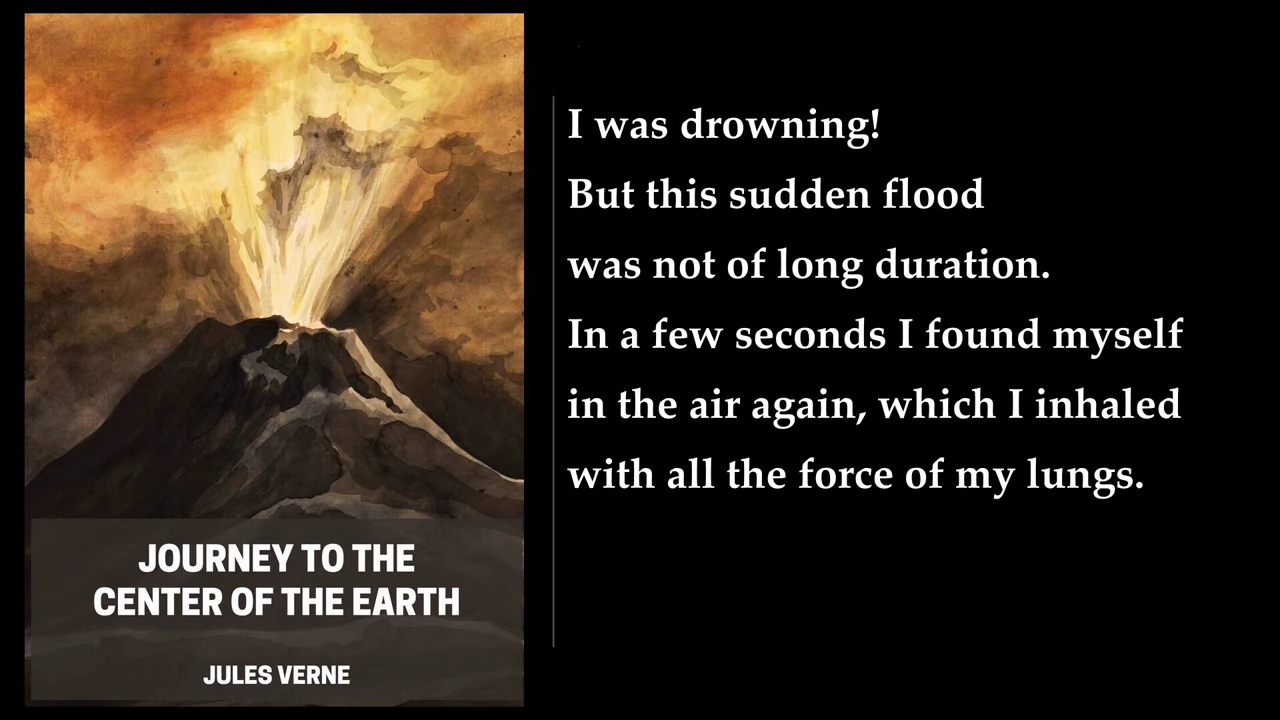 I was drowning!
But this sudden flood
was not of long duration.
In a few seconds I found myself
in the air again, which I inhaled
with all the force of my lungs.
JOURNEY TO THE
CENTER OF THE EARTH
JULES VERNE